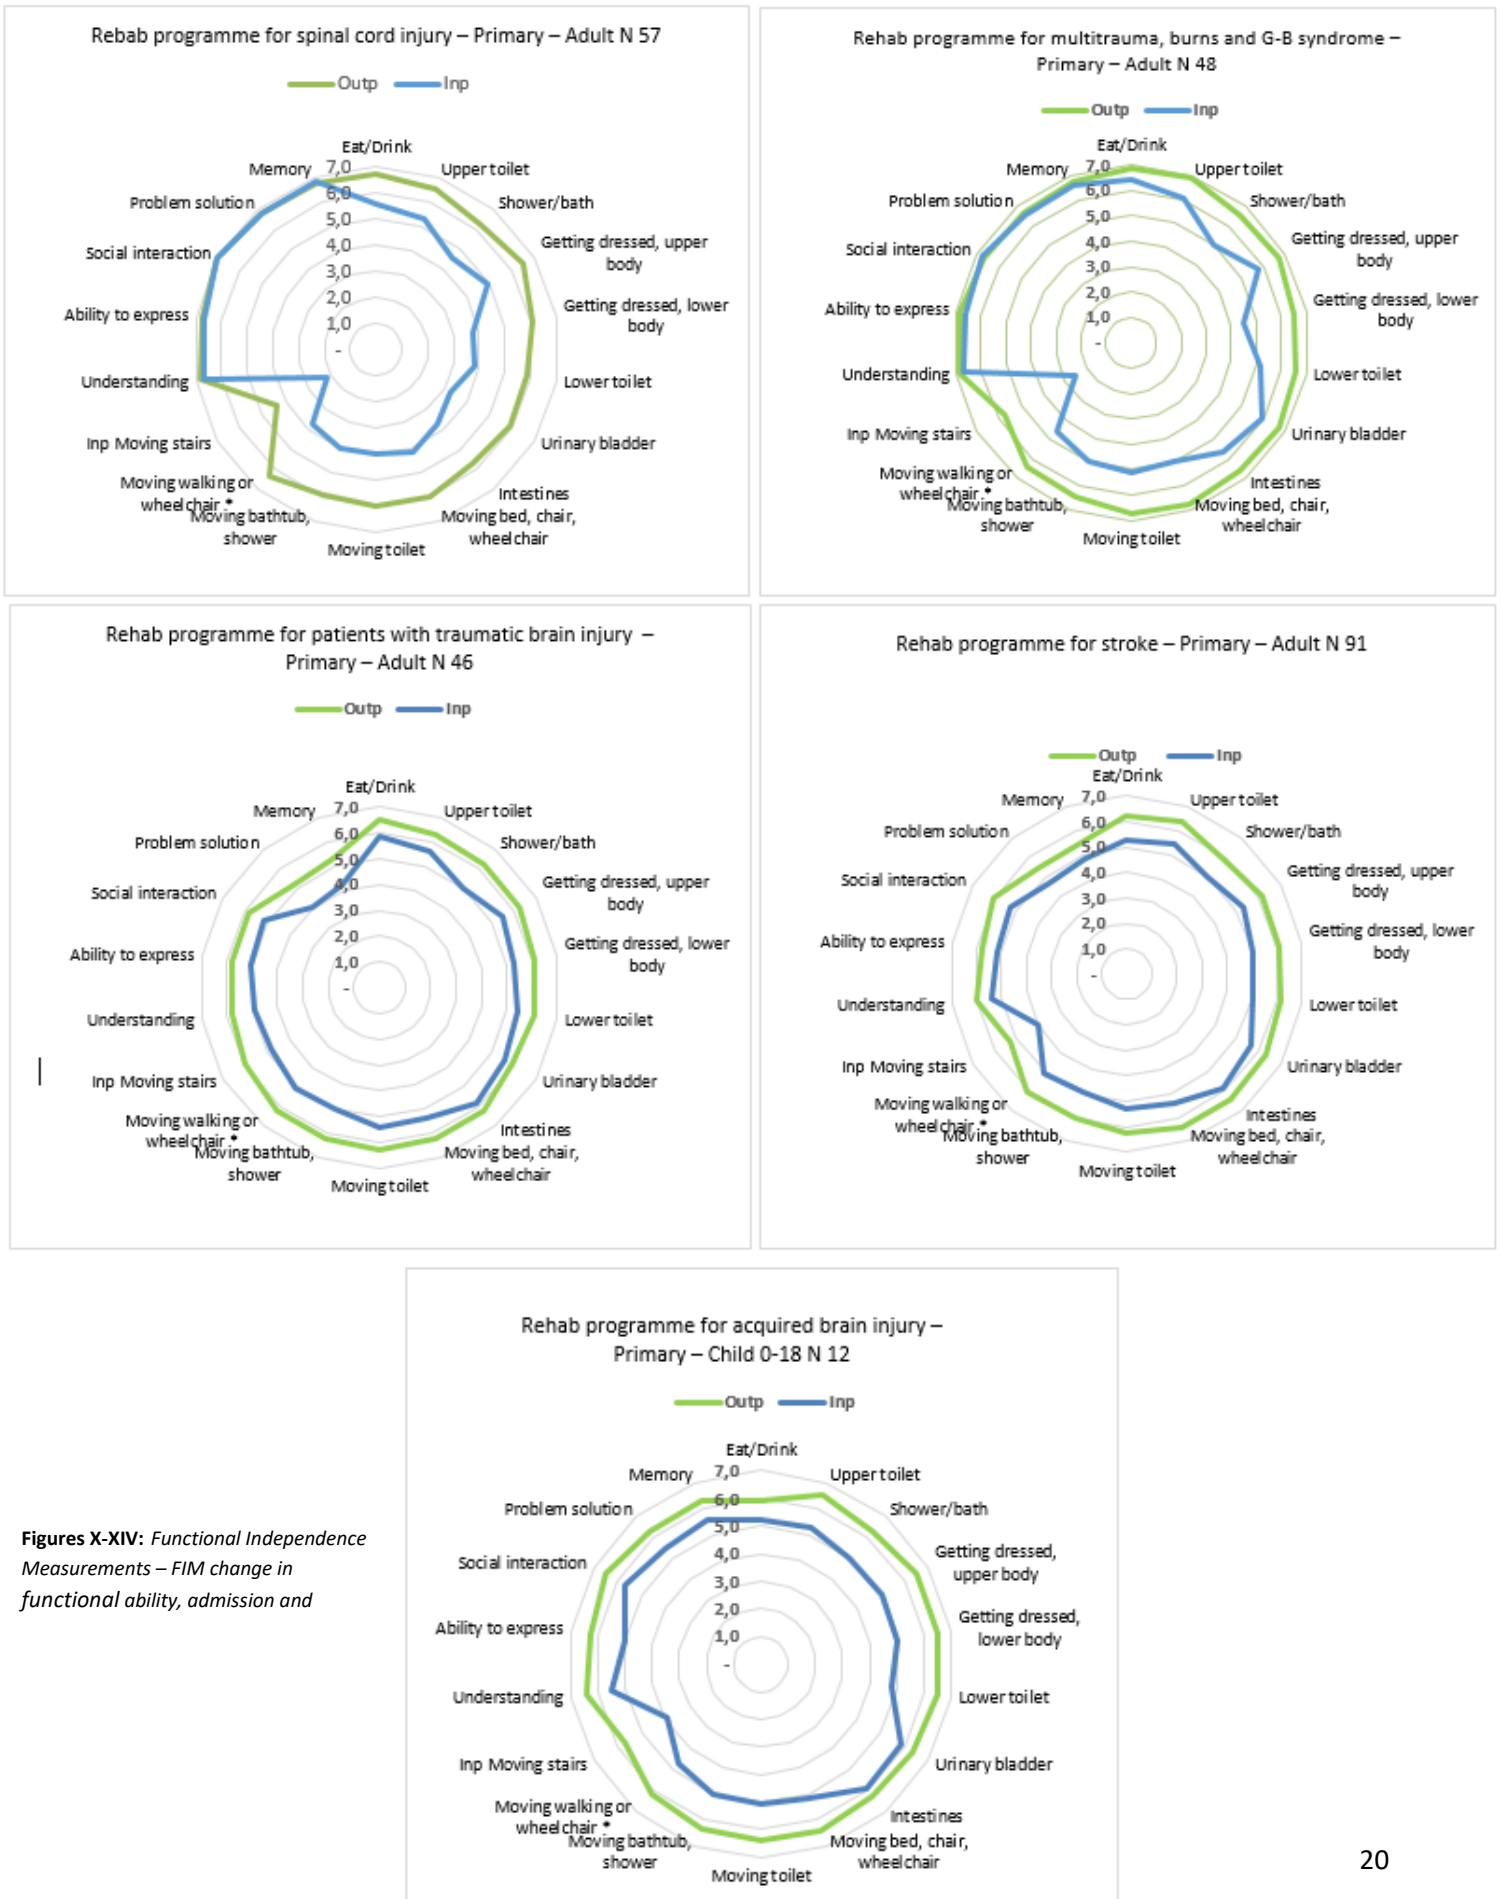 Rebab programme for spinal cord injury – Primary – Adult N 57
Outp Inp
Eat/Drink
Upper toilet
Shower/bath
Getting dressed, upper
body
Getting dressed, lower
body
Lower toilet
Urinary bladder
Intestines
Moving bed, chair,
wheelchair
Moving toilet
Moving bathtub,
shower
Moving walking or
wheelchair *
Inp Moving stairs
Understanding
Ability to express
Social interaction
Problem solution
Memory
7,0
6,0
5,0
4,0
3,0
2,0
1,0
-
Rehab programme for multitrauma, burns and G-B syndrome –
Primary – Adult N 48
Outp Inp
Eat/Drink
Upper toilet
Shower/bath
Getting dressed, upper
body
Getting dressed, lower
body
Lower toilet
Urinary bladder
Intestines
Moving bed, chair,
wheelchair
Moving toilet
Moving bathtub,
shower
Moving walking or
wheelchair *
Inp Moving stairs
Understanding
Ability to express
Social interaction
Problem solution
Memory
7,0
6,0
5,0
4,0
3,0
2,0
1,0
-
Rehab programme for patients with traumatic brain injury –
Primary – Adult N 46
Outp Inp
Eat/Drink
Upper toilet
Shower/bath
Getting dressed, upper
body
Getting dressed, lower
body
Lower toilet
Urinary bladder
Intestines
Moving bed, chair,
wheelchair
Moving toilet
Moving bathtub,
shower
Moving walking or
wheelchair *
Inp Moving stairs
Understanding
Ability to express
Social interaction
Problem solution
Memory
7,0
6,0
5,0
4,0
3,0
2,0
1,0
-
Rehab programme for stroke – Primary – Adult N 91
Outp Inp
Eat/Drink
Upper toilet
Shower/bath
Getting dressed, upper
body
Getting dressed, lower
body
Lower toilet
Urinary bladder
Intestines
Moving bed, chair,
wheelchair
Moving toilet
Moving bathtub,
shower
Moving walking or
wheelchair *
Inp Moving stairs
Understanding
Ability to express
Social interaction
Problem solution
Memory
7,0
6,0
5,0
4,0
3,0
2,0
1,0
-
Rehab programme for acquired brain injury –
Primary – Child 0-18 N 12
Outp Inp
Eat/Drink
Upper toilet
Shower/bath
Getting dressed,
upper body
Getting dressed,
lower body
Lower toilet
Urinary bladder
Intestines
Moving bed, chair,
wheelchair
Moving toilet
Moving bathtub,
shower
Moving walking or
wheelchair *
Inp Moving stairs
Understanding
Ability to express
Social interaction
Problem solution
Memory
7,0
6,0
5,0
4,0
3,0
2,0
1,0
-
Figures X-XIV: Functional Independence
Measurements – FIM change in
functional ability, admission and
20